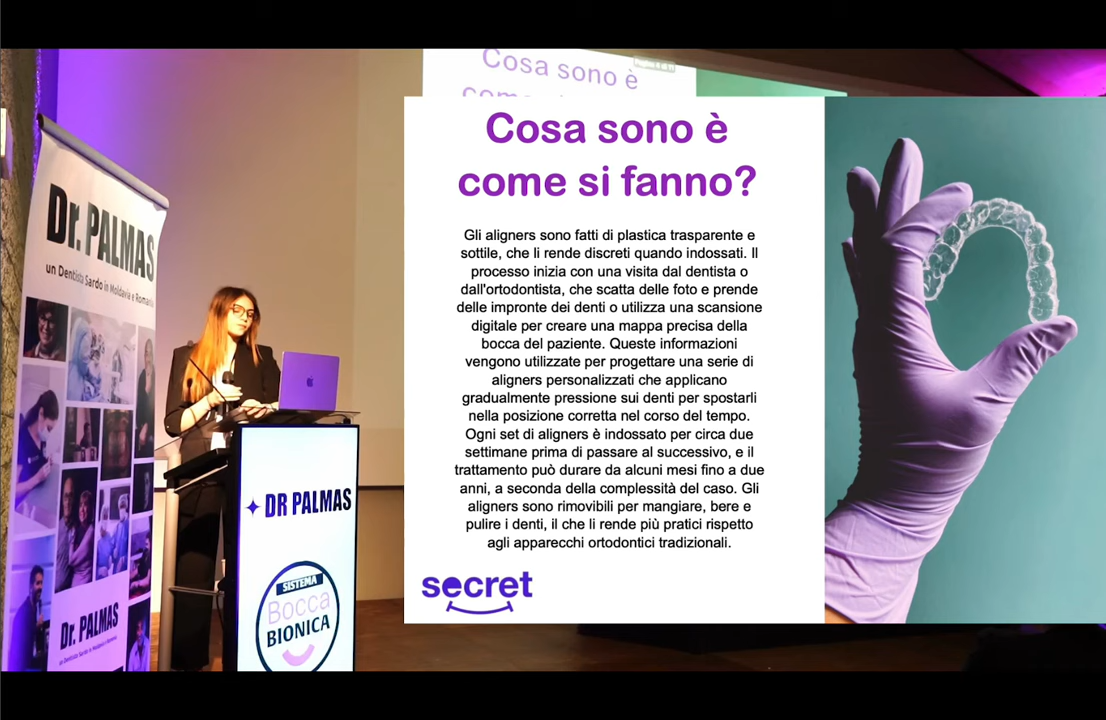 Cosa sono è
Dr. PALMAS
un Dentista Sardo in Moldavia e Romania
Cosa sono è
come si fanno?
Gli aligners sono fatti di plastica trasparente e
sottile, che li rende discreti quando indossati. Il
processo inizia con una visita dal dentista o
dall'ortodontista, che scatta delle foto e prende
delle impronte dei denti o utilizza una scansione
digitale per creare una mappa precisa della
bocca del paziente. Queste informazioni
vengono utilizzate per progettare una serie di
aligners personalizzati che applicano
gradualmente pressione sui denti per spostarli
nella posizione corretta nel corso del tempo.
Ogni set di aligners è indossato per circa due
settimane prima di passare al successivo, e il
trattamento può durare da alcuni mesi fino a due
anni, a seconda della complessità del caso. Gli
aligners sono rimovibili per mangiare, bere e
pulire i denti, il che li rende più pratici rispetto
agli apparecchi ortodontici tradizionali.
secret
DR PALMAS
SISTEMA
Bocca
BIONICA
Dr. PALMAS
un Dentista Sardo in Moldavia e Romania